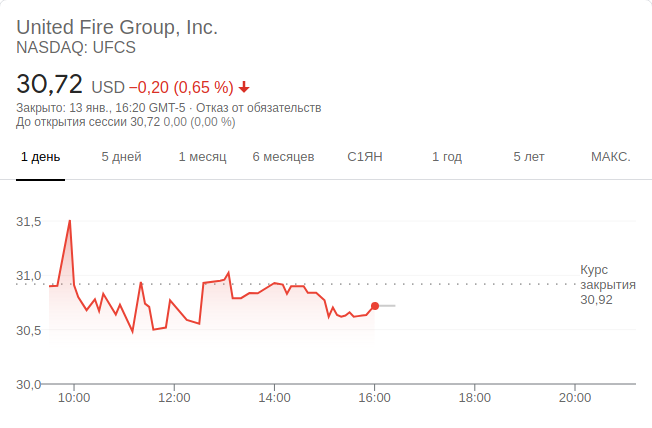 United Fire Group, Inc.
NASDAQ: UFCS
30,72 USD −0,20 (0,65 %)
Закрыто: 13 янв., 16:20 GMT-5 · Отказ от обязательств
До открытия сессии 30,72 0,00 (0,00 %)
1 день 5 дней 1 месяц 6 месяцев С1ЯН 1 год 5 лет МАКС.
31,5
31,0
Курс
закрытия
30,92
30,5
30,0
10:00 12:00 14:00 16:00 18:00 20:00